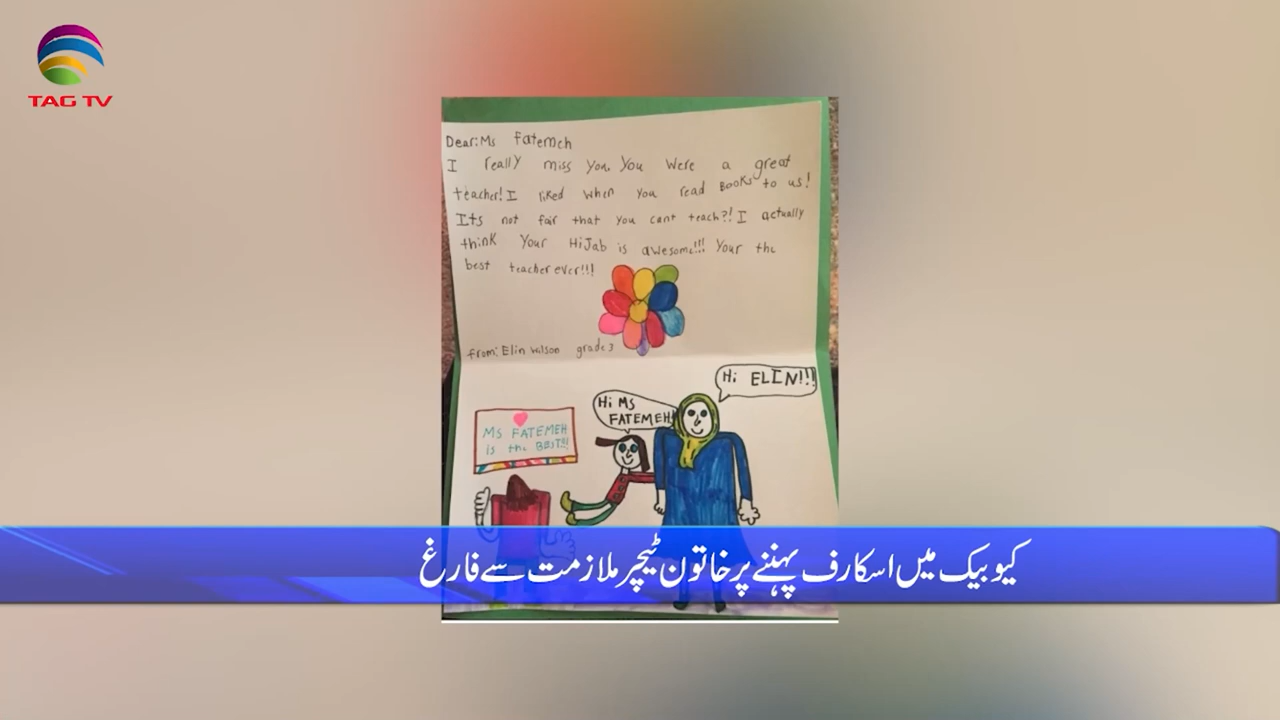 TAG TV
Dear: Ms Fatemeh
I really miss you. You were a great
teacher! I liked when you read Books to us!
Its not fair that you cant teach?! I actually
think Your HiJab is awesome!!! Your the
best teacher ever!!!
from: Elin Wilson grade 3
Hi ELIN!!!
Hi Ms
FATEMEH!
Ms FATEMEH
is the BEST!!!
کیوبیک میں اسکارف پہننے پر خاتون ٹیچر ملازمت سے فارغ